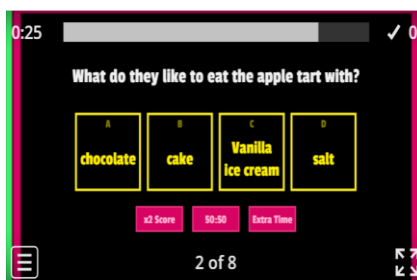 0:25
✓ 0
What do they like to eat the apple tart with?
A
chocolate
B
cake
C
Vanilla
ice cream
D
salt
x2 Score
50:50
Extra Time
2 of 8